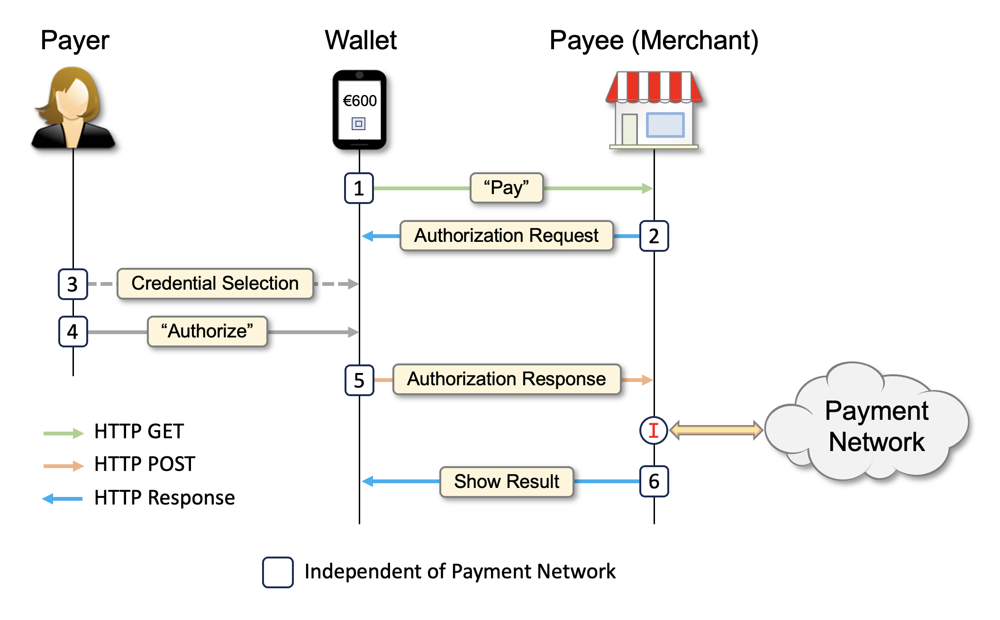 Payer
Wallet
Payee (Merchant)
€600
1
“Pay”
Authorization Request
2
3
Credential Selection
4
“Authorize”
5
Authorization Response
I
Payment
Network
6
Show Result
HTTP GET
HTTP POST
HTTP Response
Independent of Payment Network